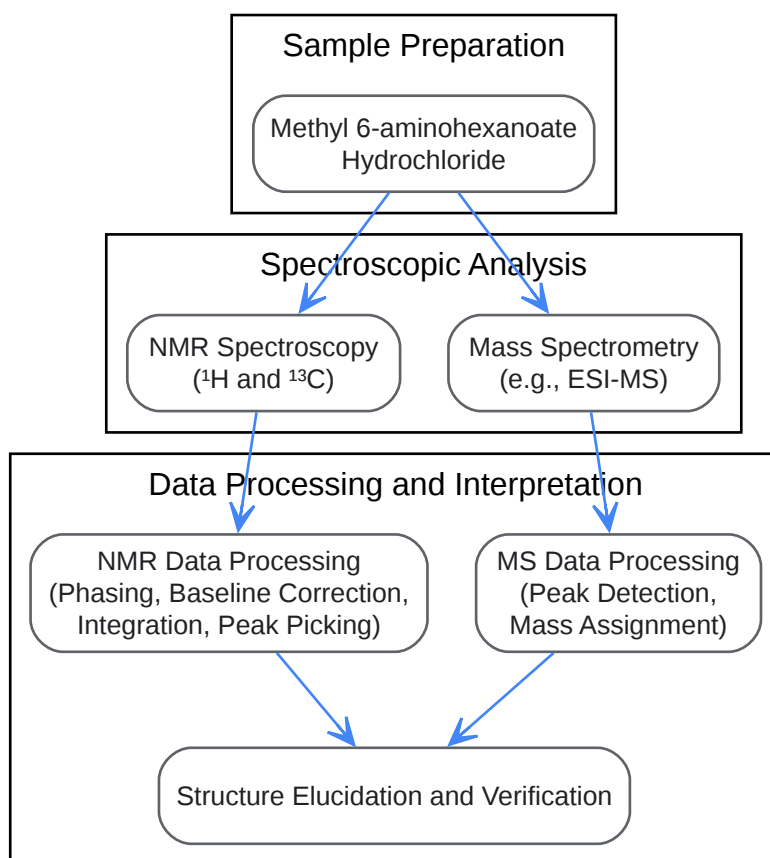 Sample Preparation
Methyl 6-aminohexanoate
Hydrochloride
Spectroscopic Analysis
NMR Spectroscopy
(¹H and ¹³C)
Mass Spectrometry
(e.g., ESI-MS)
Data Processing and Interpretation
NMR Data Processing
(Phasing, Baseline Correction,
Integration, Peak Picking)
MS Data Processing
(Peak Detection,
Mass Assignment)
Structure Elucidation and Verification